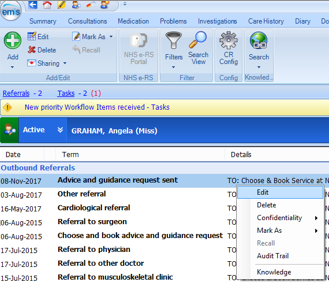 emis
Summary Consultations Medication Problems Investigations Care History Diary
Add
Edit
Delete
Sharing
Mark As
Recall
Add/Edit
NHS e-RS Portal
NHS e-RS
Filters
Search View
Filter
CR Config
Config
Search
Knowled...
Referrals - 2 Tasks - 2 (1)
New priority Workflow Items received - Tasks
Active GRAHAM, Angela (Miss)
Date Term Details
Outbound Referrals
08-Nov-2017 Advice and guidance request sent TO: Choose & Book Service at N
03-Aug-2017 Other referral TO
16-May-2017 Cardiological referral TO
06-Aug-2015 Referral to surgeon TO
06-Aug-2015 Choose and book advice and guidance request TO
17-Jul-2015 Referral to physician TO
17-Jul-2015 Referral to other doctor TO
15-Jul-2015 Referral to musculoskeletal clinic TO
Edit
Delete
Confidentiality
Mark As
Recall
Audit Trail
Knowledge